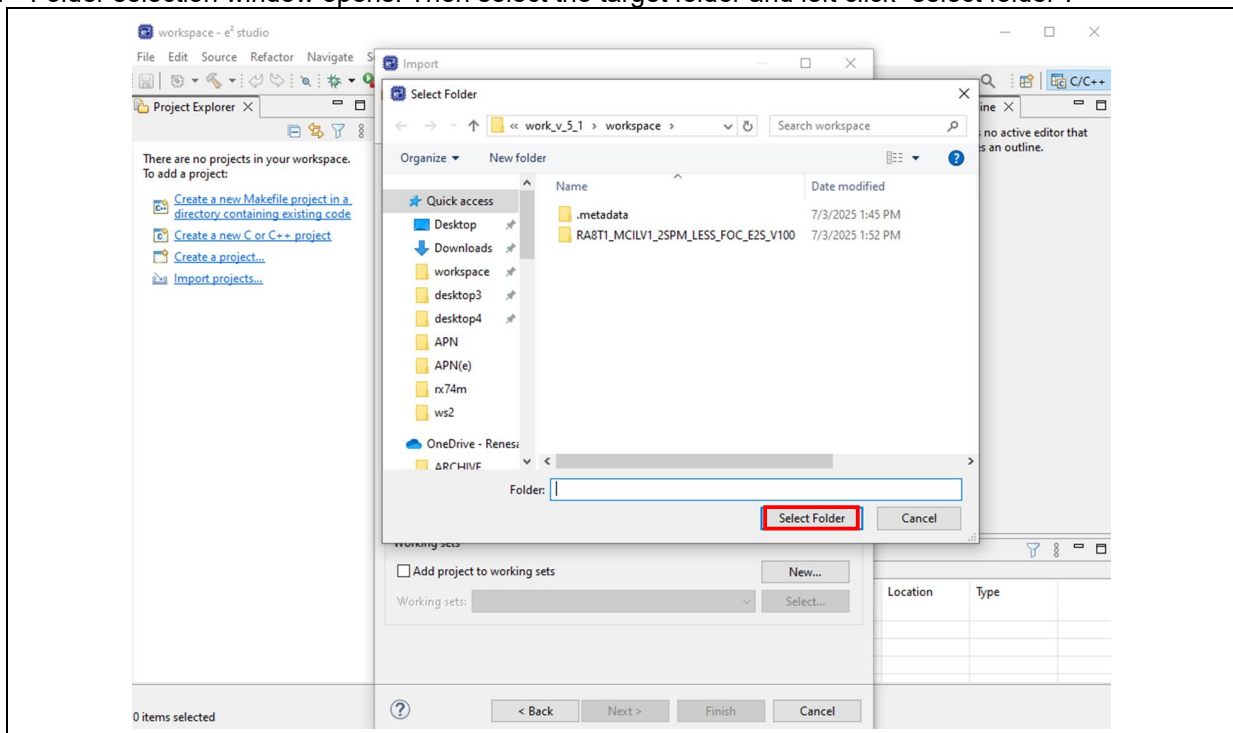 Folder selection window opens. Then select the target folder and left click "select folder".
workspace - e² studio
File Edit Source Refactor Navigate
Import
Select Folder
C/C++
Project Explorer
« work_v_5_1 > workspace >
Search workspace
no active editor that
an outline.
Organize New folder
There are no projects in your workspace.
To add a project:
Create a new Makefile project in a
directory containing existing code
Create a new C or C++ project
Create a project...
Import projects...
Name Date modified
Quick access
Desktop
Downloads
workspace
desktop3
desktop4
APN
APN(e)
rx74m
ws2
OneDrive - Renesa
ARCHIVE
.metadata 7/3/2025 1:45 PM
RA8T1_MCILV1_2SPM_LESS_FOC_E2S_V100 7/3/2025 1:52 PM
Folder:
Select Folder Cancel
Working sets
Add project to working sets New...
Working sets: Select...
Location Type
0 items selected
< Back Next > Finish Cancel